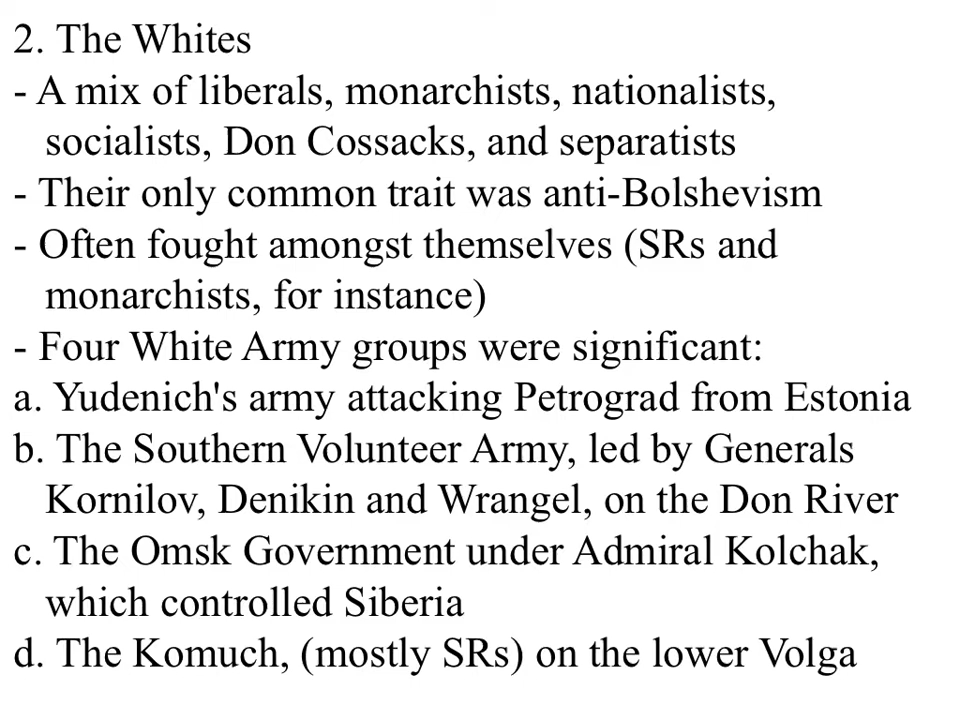 2. The Whites
- A mix of liberals, monarchists, nationalists,
socialists, Don Cossacks, and separatists
- Their only common trait was anti-Bolshevism
- Often fought amongst themselves (SRs and
monarchists, for instance)
- Four White Army groups were significant:
a. Yudenich's army attacking Petrograd from Estonia
b. The Southern Volunteer Army, led by Generals
Kornilov, Denikin and Wrangel, on the Don River
c. The Omsk Government under Admiral Kolchak,
which controlled Siberia
d. The Komuch, (mostly SRs) on the lower Volga